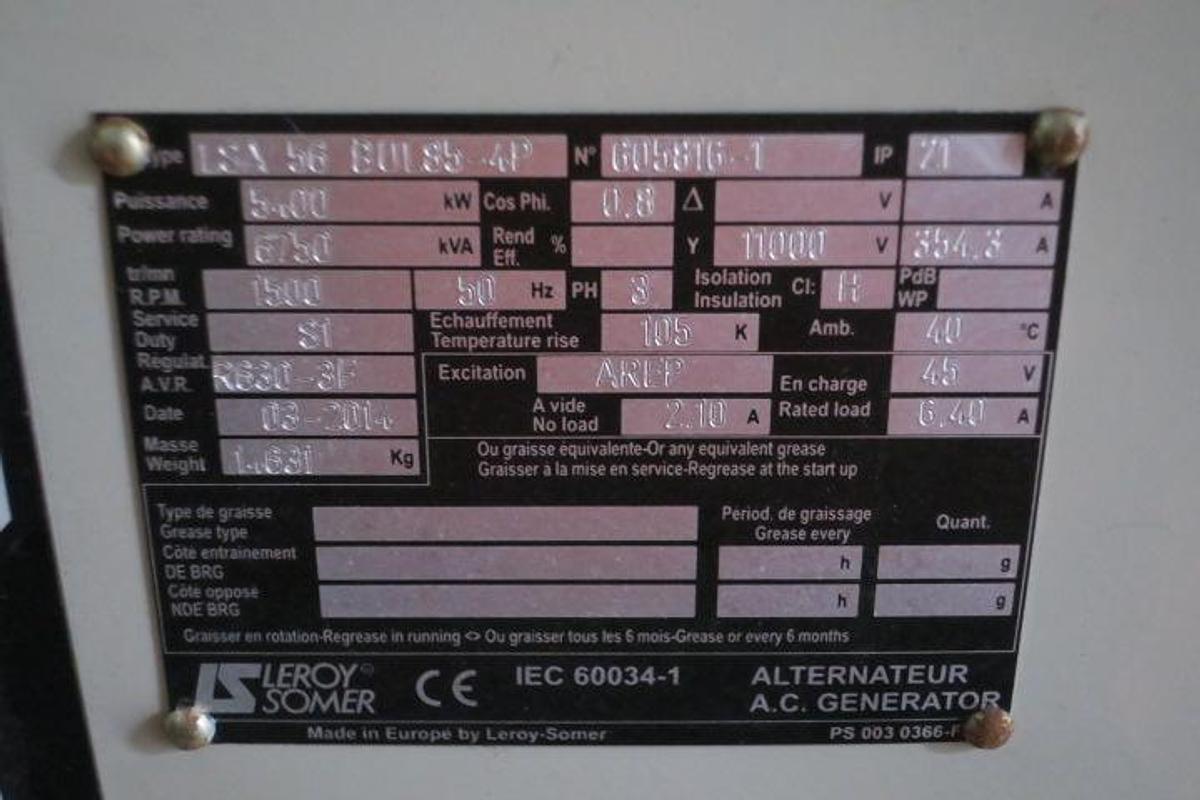 Type LSA 56 BUL85-4P N° 605816-1 IP 21
Puissance 5400 kW Cos Phi. 0.8 Δ V A
Power rating 6750 kVA Rend Eff. % Y 11000 V 354.3 A
tr/mn R.P.M. 1500 50 Hz PH 3 Isolation Insulation Cl: H PdB WP
Service Duty S1 Echauffement Temperature rise 105 K Amb. 40 °C
Regulat. A.V.R. R630-3F Excitation AREP En charge Rated load 45 V
Date 03-2014 A vide No load 2.10 A 6.40 A
Masse Weight 14631 Kg
Ou graisse équivalente-Or any equivalent grease
Graisser à la mise en service-Regrease at the start up
Type de graisse Grease type Period. de graissage Grease every Quant.
Côté entrainement DE BRG h g
Côte oppose NDE BRG h g
Graisser en rotation-Regrease in running <> Ou graisser tous les 6 mois-Grease or every 6 months
LS LEROY® SOMER CE IEC 60034-1 ALTERNATEUR
A.C. GENERATOR
Made in Europe by Leroy-Somer PS 003 0366-F